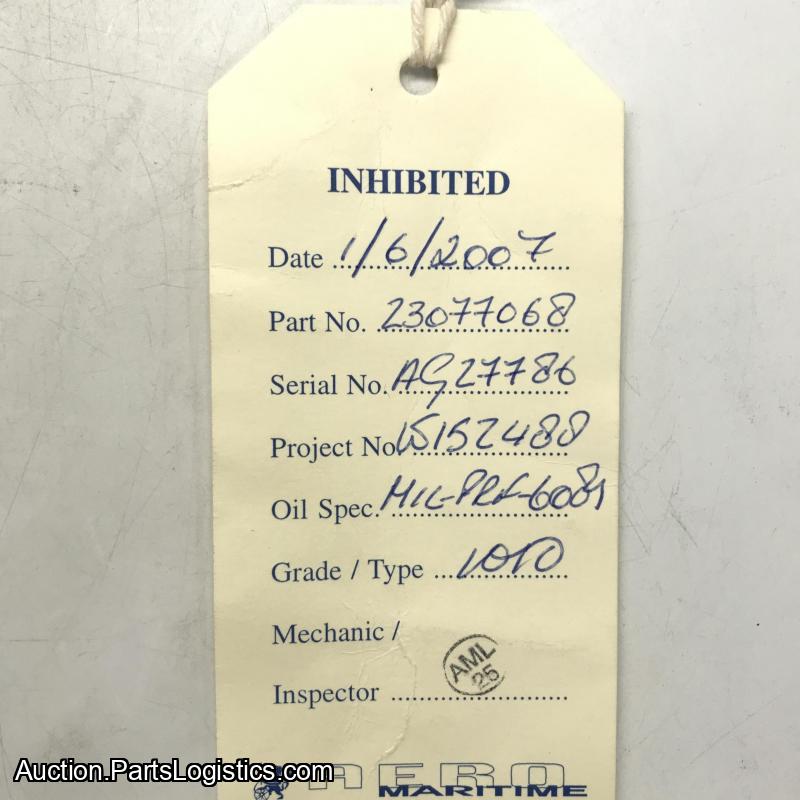 INHIBITED
Date 1/6/2007
Part No. 23077068
Serial No. AG27786
Project No 15152488
Oil Spec. MIL-PRF-6081
Grade / Type 1010
Mechanic /
AML
25
Inspector
AERO
MARITIME
Auction.PartsLogistics.com